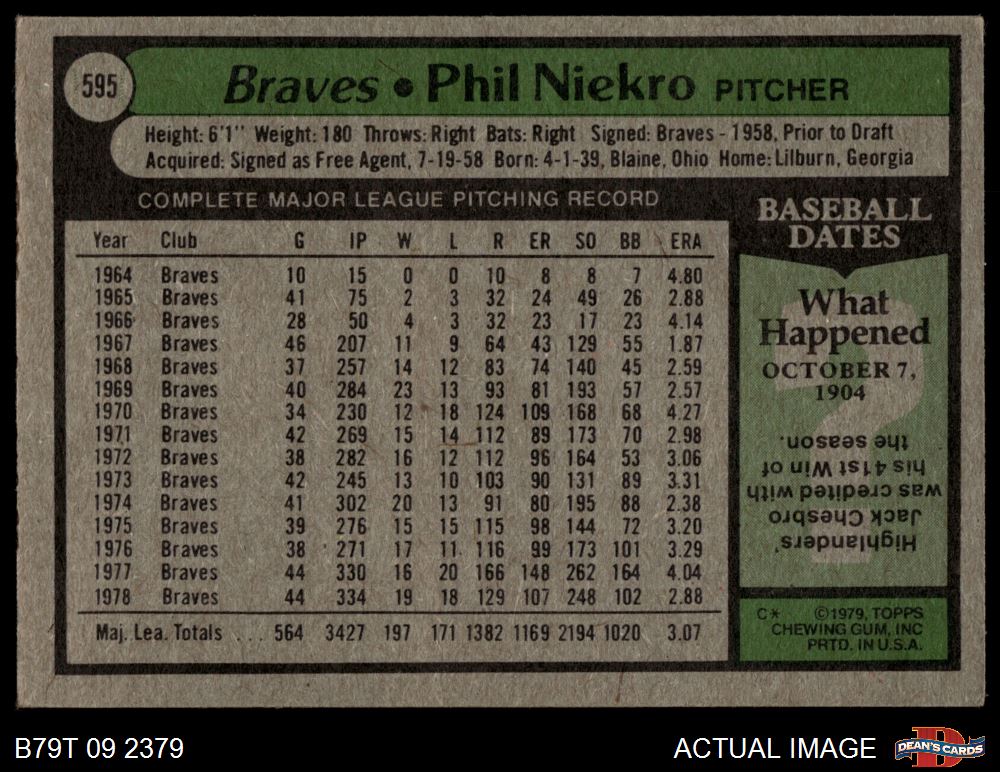 595
Braves • Phil Niekro PITCHER
Height: 6'1" Weight: 180 Throws: Right Bats: Right Signed: Braves - 1958, Prior to Draft
Acquired: Signed as Free Agent, 7-19-58 Born: 4-1-39, Blaine, Ohio Home: Lilburn, Georgia
COMPLETE MAJOR LEAGUE PITCHING RECORD
Year Club G IP W L R ER SO BB ERA
1964 Braves 10 15 0 0 10 8 8 7 4.80
1965 Braves 41 75 2 3 32 24 49 26 2.88
1966 Braves 28 50 4 3 32 23 17 23 4.14
1967 Braves 46 207 11 9 64 43 129 55 1.87
1968 Braves 37 257 14 12 83 74 140 45 2.59
1969 Braves 40 284 23 13 93 81 193 57 2.57
1970 Braves 34 230 12 18 124 109 168 68 4.27
1971 Braves 42 269 15 14 112 89 173 70 2.98
1972 Braves 38 282 16 12 112 96 164 53 3.06
1973 Braves 42 245 13 10 103 90 131 89 3.31
1974 Braves 41 302 20 13 91 80 195 88 2.38
1975 Braves 39 276 15 15 115 98 144 72 3.20
1976 Braves 38 271 17 11 116 99 173 101 3.29
1977 Braves 44 330 16 20 166 148 262 164 4.04
1978 Braves 44 334 19 18 129 107 248 102 2.88
Maj. Lea. Totals . . . 564 3427 197 171 1382 1169 2194 1020 3.07
BASEBALL
DATES
What
Happened
OCTOBER 7,
1904
Highlanders'
Jack Chesbro
was credited with
his 41st Win of
the season.
C* ©1979, TOPPS
CHEWING GUM, INC
PRTD. IN U.S.A.
B79T 09 2379
ACTUAL IMAGE
DEAN'S CARDS